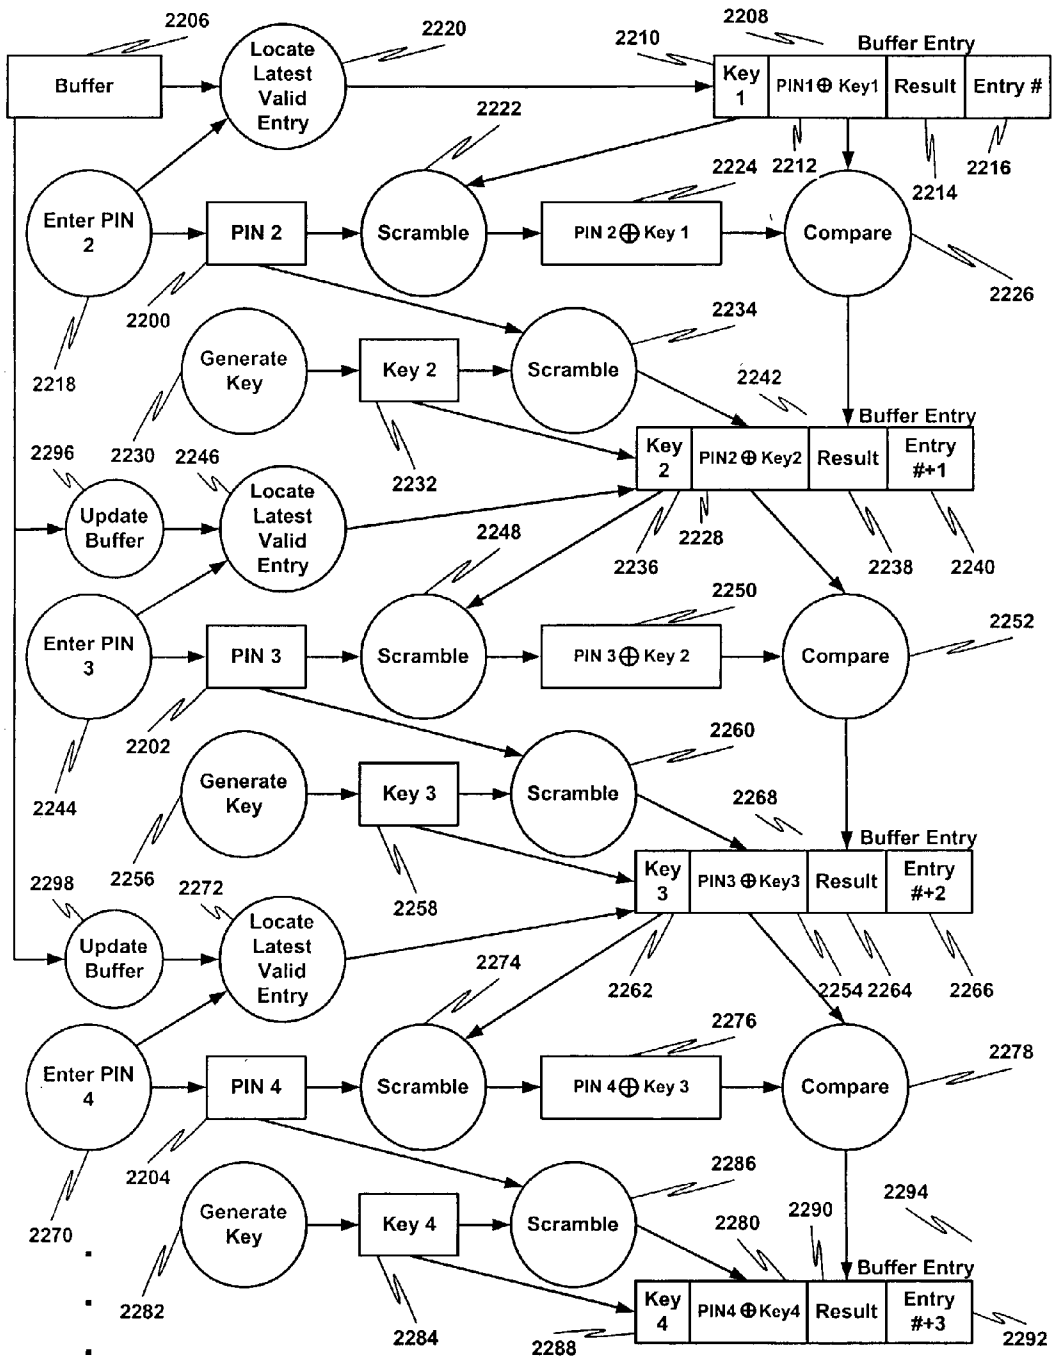 2206
2220
2208
2210
Buffer Entry
Buffer
Locate
Latest
Valid
Entry
Key
1
PIN1 ⊕ Key1
Result
Entry #
2222
2224
2212
2214
2216
Enter PIN
2
PIN 2
Scramble
PIN 2 ⊕ Key 1
Compare
2200
2226
2218
2234
Generate
Key
Key 2
Scramble
2242
Buffer Entry
2230
2232
Key
2
PIN2 ⊕ Key2
Result
Entry
#+1
2296
2246
Update
Buffer
Locate
Latest
Valid
Entry
2248
2236
2228
2238
2240
2250
2252
Enter PIN
3
PIN 3
Scramble
PIN 3 ⊕ Key 2
Compare
2202
2244
2260
Generate
Key
Key 3
Scramble
2268
Buffer Entry
2256
2258
Key
3
PIN3 ⊕ Key3
Result
Entry
#+2
2298
2272
Update
Buffer
Locate
Latest
Valid
Entry
2274
2262
2254
2264
2266
2276
2278
Enter PIN
4
PIN 4
Scramble
PIN 4 ⊕ Key 3
Compare
2204
2270
2286
2294
Generate
Key
Key 4
Scramble
2280
2290
Buffer Entry
2282
2284
Key
4
PIN4 ⊕ Key4
Result
Entry
#+3
2288
2292